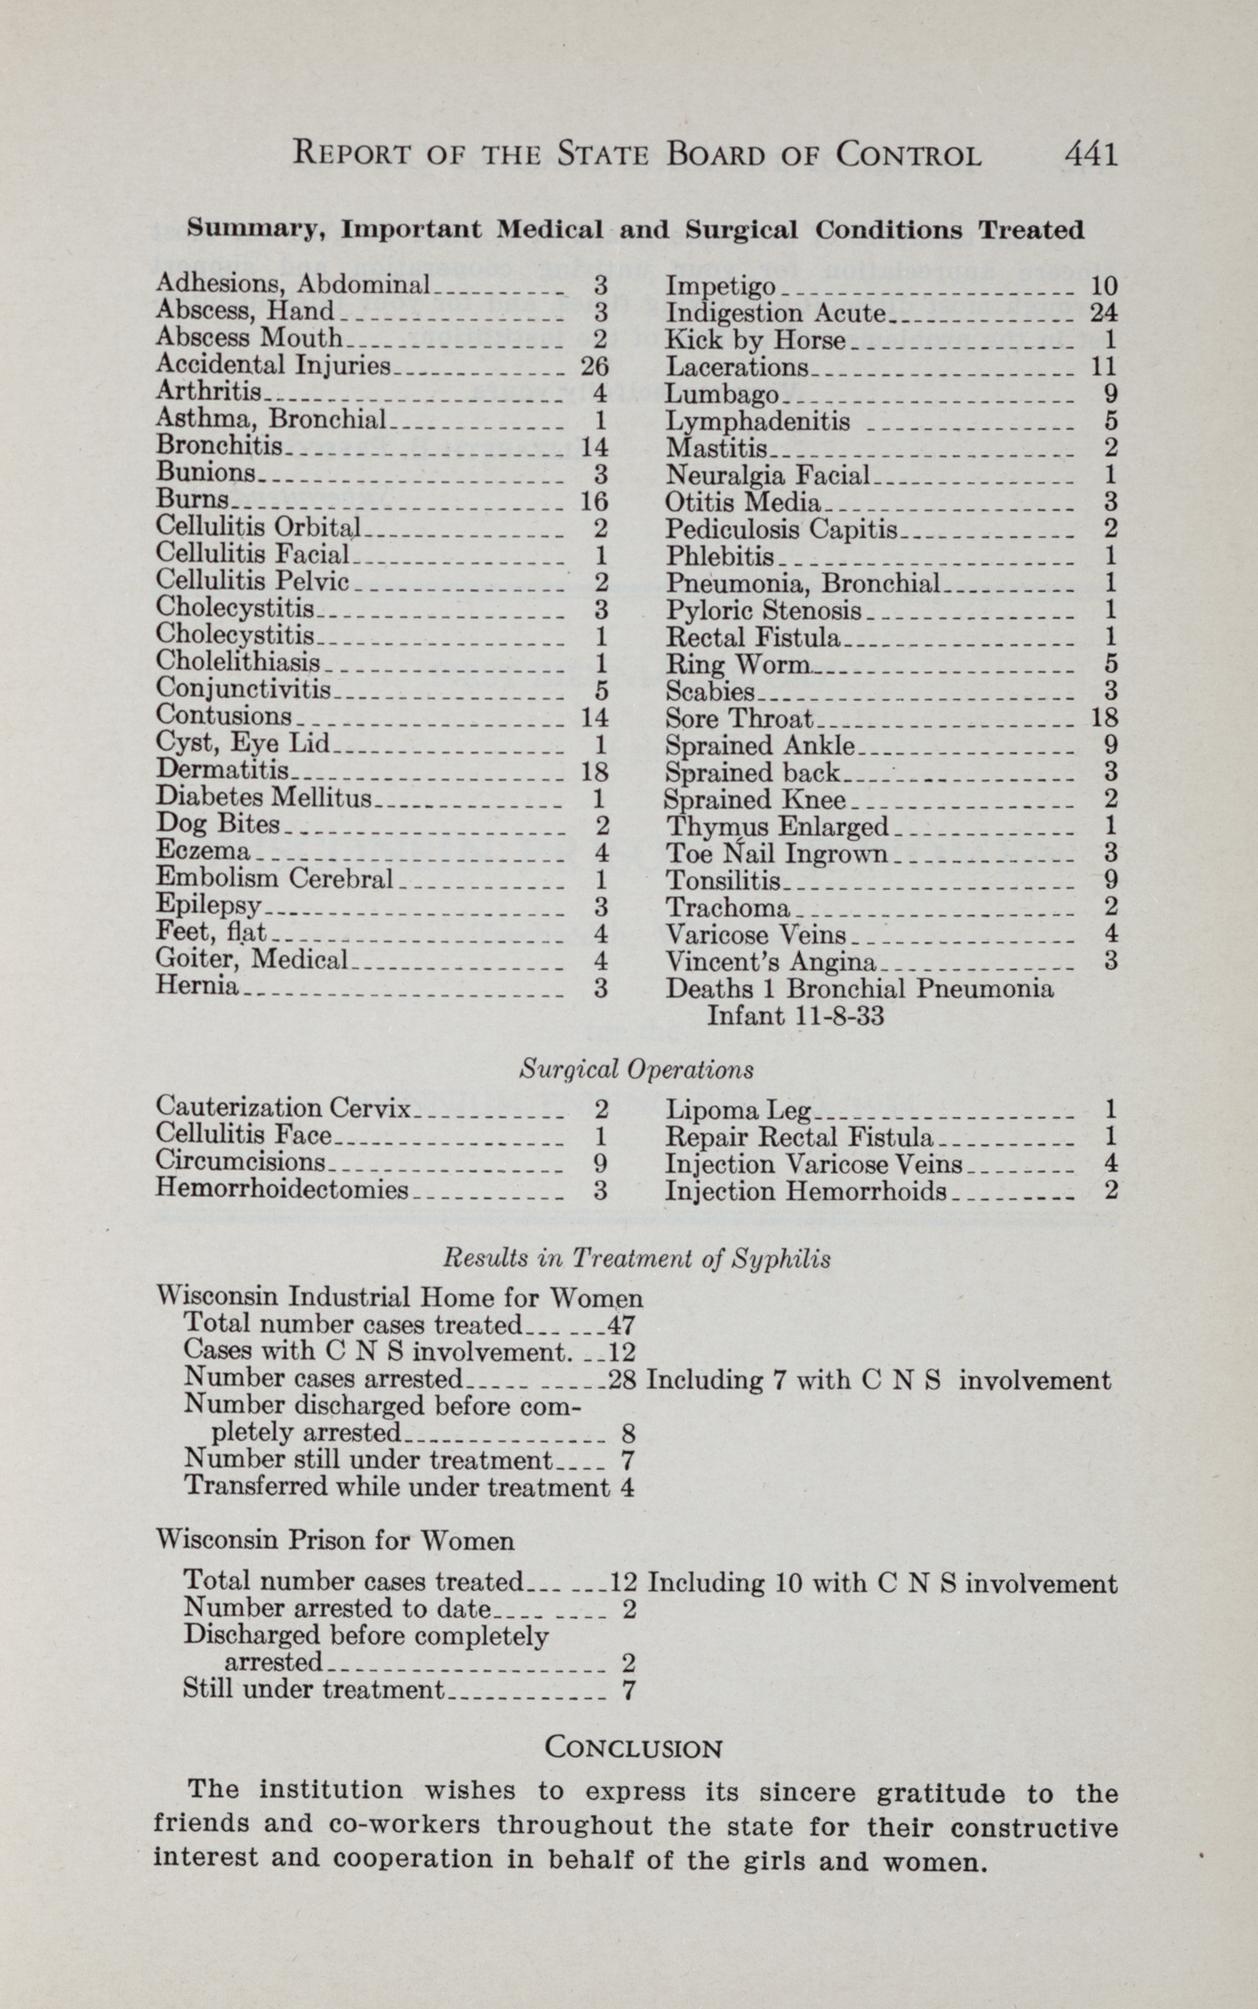 REPORT OF THE STATE BOARD OF CONTROL 441
Summary, Important Medical and Surgical Conditions Treated
Adhesions, Abdominal 3
Abscess, Hand 3
Abscess Mouth 2
Accidental Injuries 26
Arthritis 4
Asthma, Bronchial 1
Bronchitis 14
Bunions 3
Burns 16
Cellulitis Orbital 2
Cellulitis Facial 1
Cellulitis Pelvic 2
Cholecystitis 3
Cholecystitis 1
Cholelithiasis 1
Conjunctivitis 5
Contusions 14
Cyst, Eye Lid 1
Dermatitis 18
Diabetes Mellitus 1
Dog Bites 2
Eczema 4
Embolism Cerebral 1
Epilepsy 3
Feet, flat 4
Goiter, Medical 4
Hernia 3
Impetigo 10
Indigestion Acute 24
Kick by Horse 1
Lacerations 11
Lumbago 9
Lymphadenitis 5
Mastitis 2
Neuralgia Facial 1
Otitis Media 3
Pediculosis Capitis 2
Phlebitis 1
Pneumonia, Bronchial 1
Pyloric Stenosis 1
Rectal Fistula 1
Ring Worm 5
Scabies 3
Sore Throat 18
Sprained Ankle 9
Sprained back 3
Sprained Knee 2
Thymus Enlarged 1
Toe Nail Ingrown 3
Tonsilitis 9
Trachoma 2
Varicose Veins 4
Vincent's Angina 3
Deaths 1 Bronchial Pneumonia
Infant 11-8-33
Surgical Operations
Cauterization Cervix 2
Cellulitis Face 1
Circumcisions 9
Hemorrhoidectomies 3
Lipoma Leg 1
Repair Rectal Fistula 1
Injection Varicose Veins 4
Injection Hemorrhoids 2
Results in Treatment of Syphilis
Wisconsin Industrial Home for Women
Total number cases treated 47
Cases with C N S involvement. 12
Number cases arrested 28 Including 7 with C N S involvement
Number discharged before com-
pletely arrested 8
Number still under treatment 7
Transferred while under treatment 4
Wisconsin Prison for Women
Total number cases treated 12 Including 10 with C N S involvement
Number arrested to date 2
Discharged before completely
arrested 2
Still under treatment 7
CONCLUSION
The institution wishes to express its sincere gratitude to the
friends and co-workers throughout the state for their constructive
interest and cooperation in behalf of the girls and women.